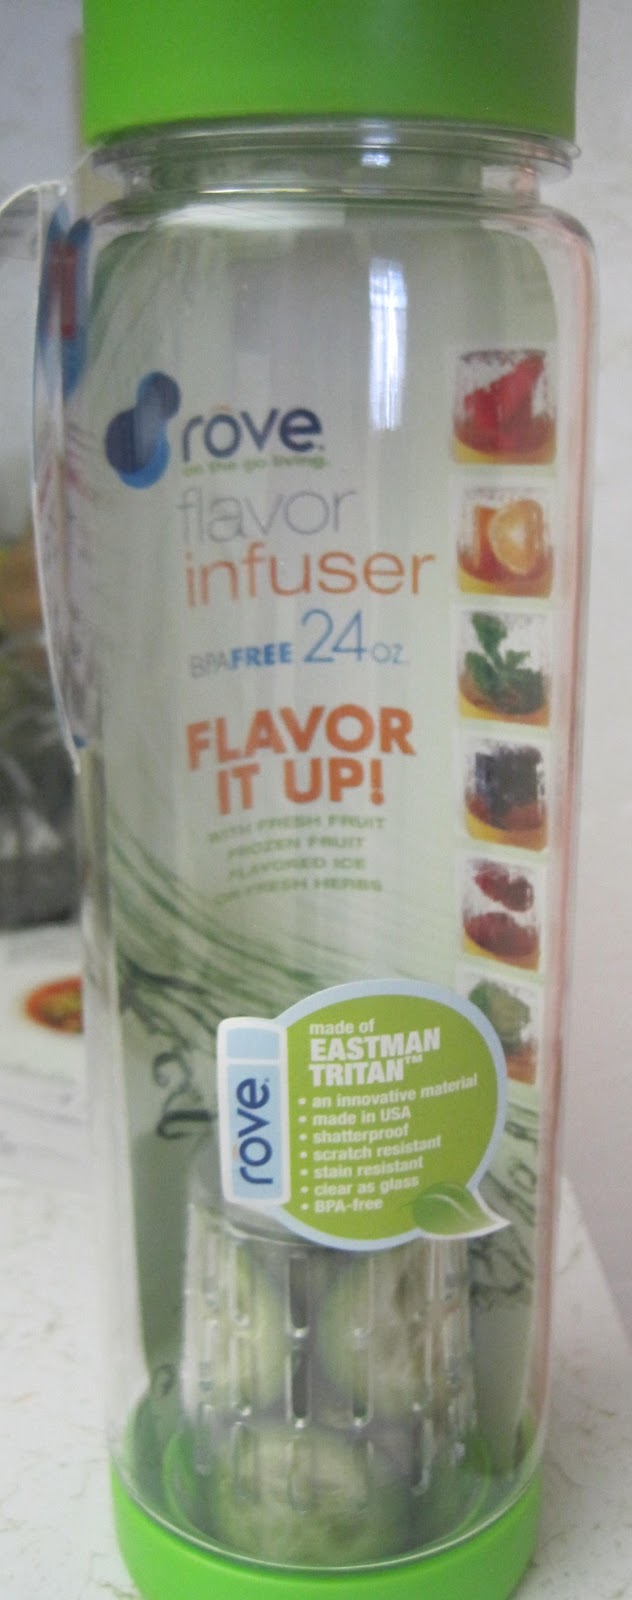 rove
on the go living.
flavor
infuser
BPAFREE 24 oz.
FLAVOR
IT UP!
WITH FRESH FRUIT
FROZEN FRUIT
FLAVORED ICE
OR FRESH HERBS
rove
made of
EASTMAN
TRITAN™
• an innovative material
• made in USA
• shatterproof
• scratch resistant
• stain resistant
• clear as glass
• BPA-free